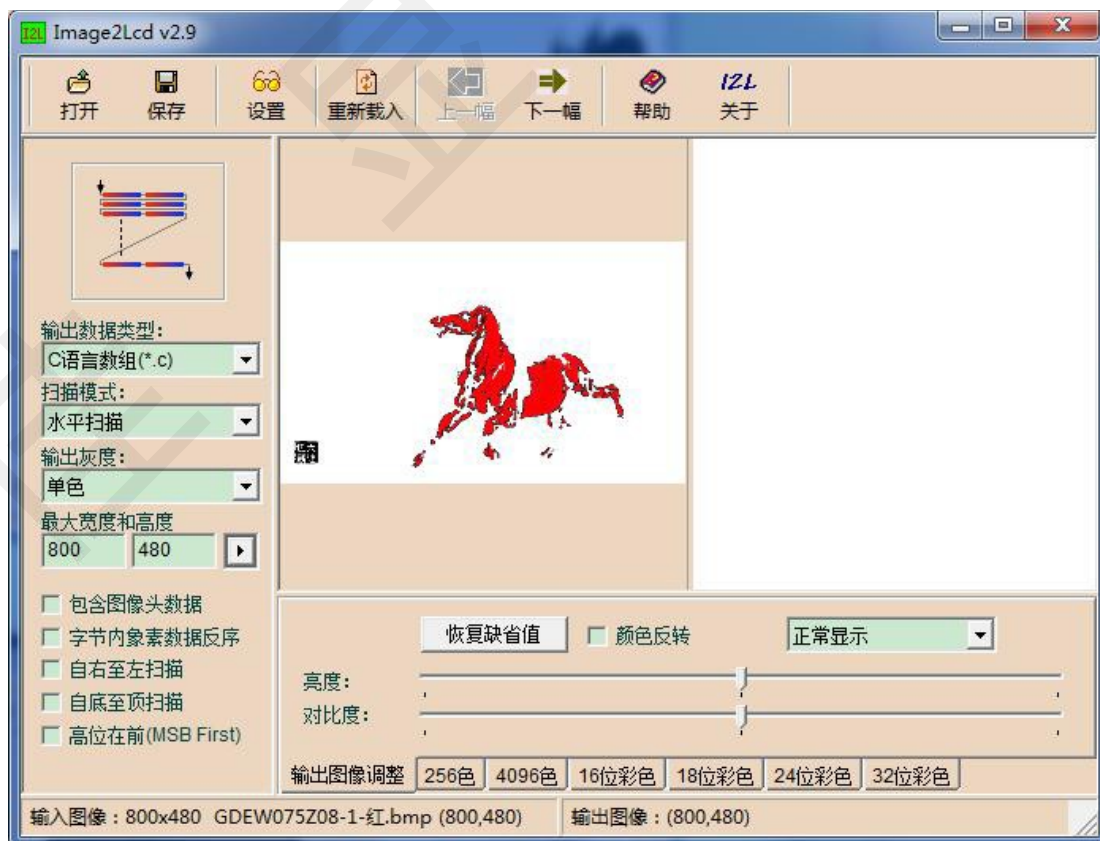 I2L Image2Lcd v2.9
打开 保存 设置 重新载入 上一幅 下一幅 帮助 I2L 关于
输出数据类型:
C语言数组(*.c)
扫描模式:
水平扫描
输出灰度:
单色
最大宽度和高度
800 480
包含图像头数据
字节内象素数据反序
自右至左扫描
自底至顶扫描
高位在前(MSB First)
恢复缺省值 颜色反转 正常显示
亮度:
对比度:
输出图像调整 256色 4096色 16位彩色 18位彩色 24位彩色 32位彩色
输入图像:800x480 GDEW075Z08-1-红.bmp (800,480) 输出图像:(800,480)